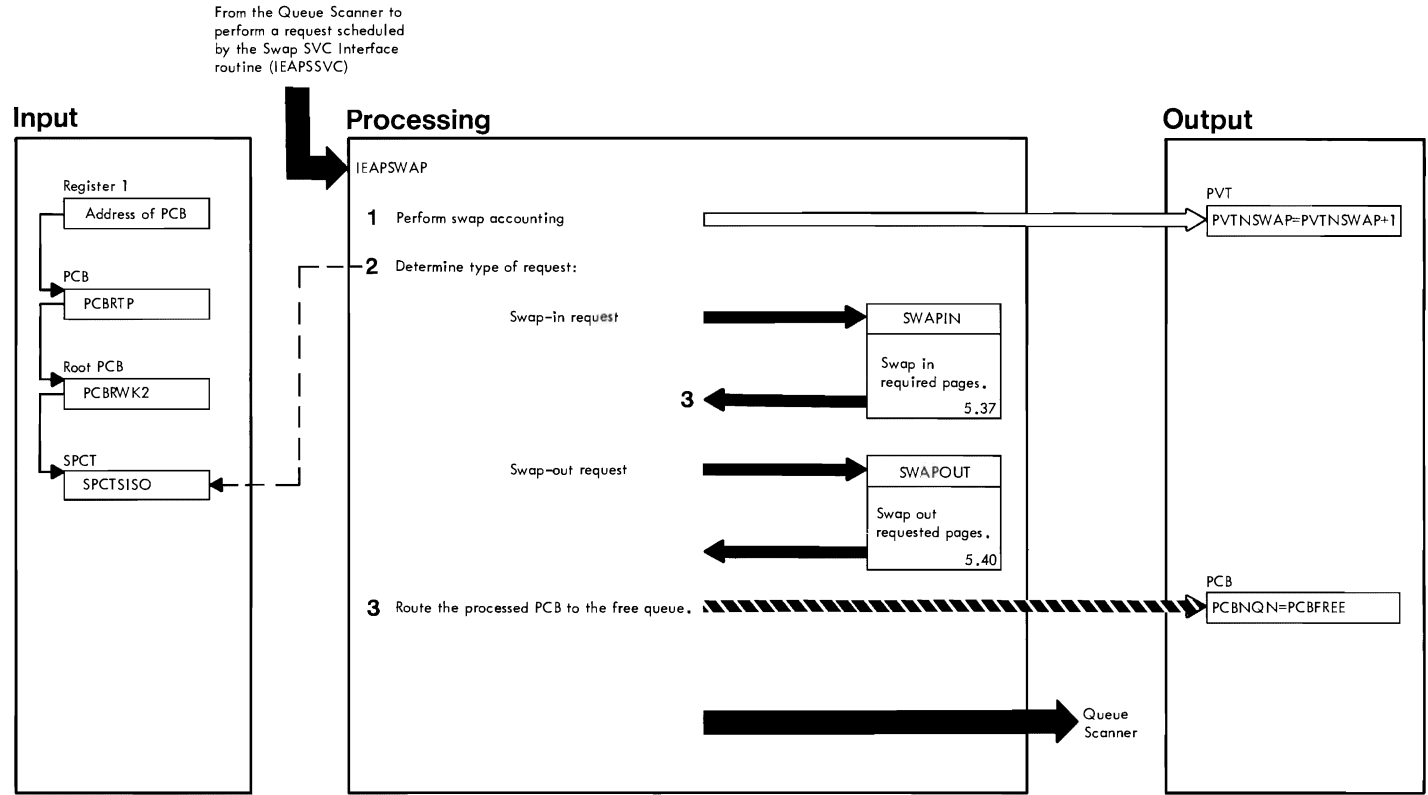 From the Queue Scanner to
perform a request scheduled
by the Swap SVC Interface
routine (IEAPSSVC)
Input
Register 1
Address of PCB
PCB
PCBRTP
Root PCB
PCBRWK2
SPCT
SPCTSISO
Processing
IEAPSWAP
1 Perform swap accounting
2 Determine type of request:
Swap-in request
SWAPIN
Swap in
required pages.
5.37
3
Swap-out request
SWAPOUT
Swap out
requested pages.
5.40
3 Route the processed PCB to the free queue.
Queue
Scanner
Output
PVT
PVTNSWAP=PVTNSWAP+1
PCB
PCBNQN=PCBFREE